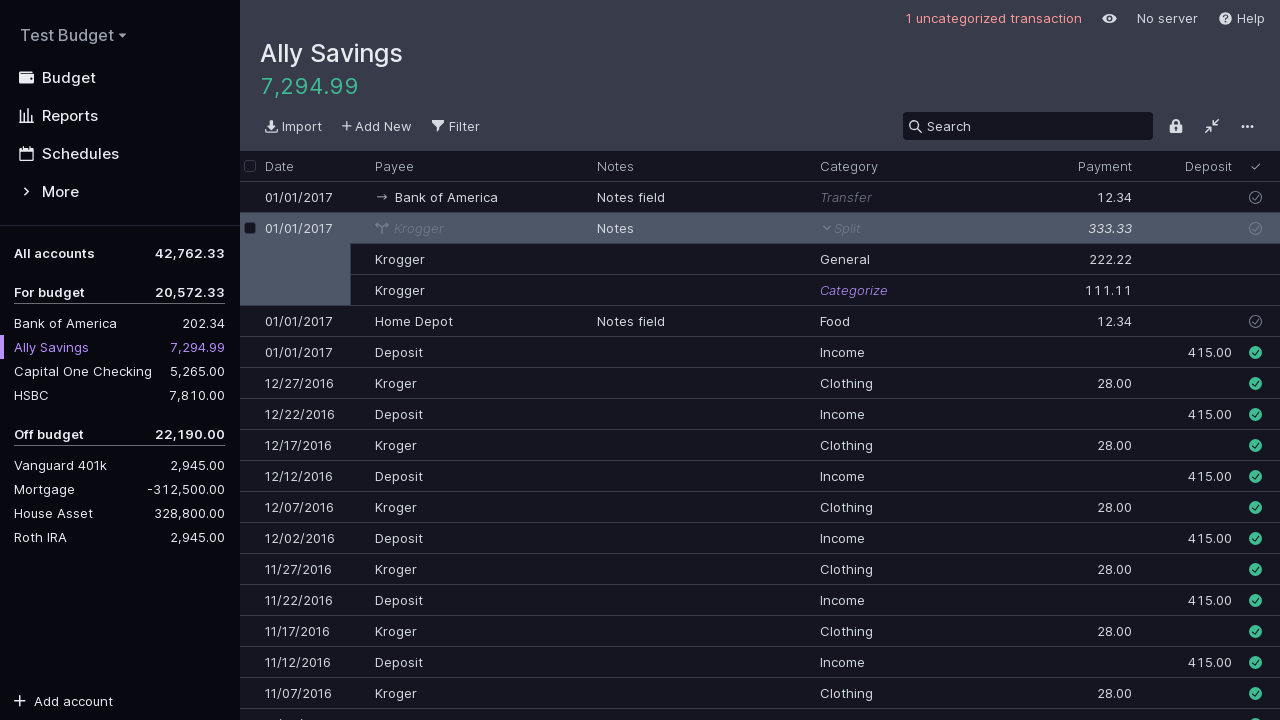 Test Budget
Budget
Reports
Schedules
More
All accounts 42,762.33
For budget 20,572.33
Bank of America 202.34
Ally Savings 7,294.99
Capital One Checking 5,265.00
HSBC 7,810.00
Off budget 22,190.00
Vanguard 401k 2,945.00
Mortgage -312,500.00
House Asset 328,800.00
Roth IRA 2,945.00
Add account
1 uncategorized transaction No server Help
Ally Savings
7,294.99
Import Add New Filter Search
Date Payee Notes Category Payment Deposit
01/01/2017 Bank of America Notes field Transfer 12.34
01/01/2017 Krogger Notes Split 333.33
Krogger General 222.22
Krogger Categorize 111.11
01/01/2017 Home Depot Notes field Food 12.34
01/01/2017 Deposit Income 415.00
12/27/2016 Kroger Clothing 28.00
12/22/2016 Deposit Income 415.00
12/17/2016 Kroger Clothing 28.00
12/12/2016 Deposit Income 415.00
12/07/2016 Kroger Clothing 28.00
12/02/2016 Deposit Income 415.00
11/27/2016 Kroger Clothing 28.00
11/22/2016 Deposit Income 415.00
11/17/2016 Kroger Clothing 28.00
11/12/2016 Deposit Income 415.00
11/07/2016 Kroger Clothing 28.00